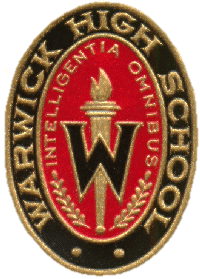 WARWICK HIGH SCHOOL
INTELLIGENTIA OMNIBUS
W